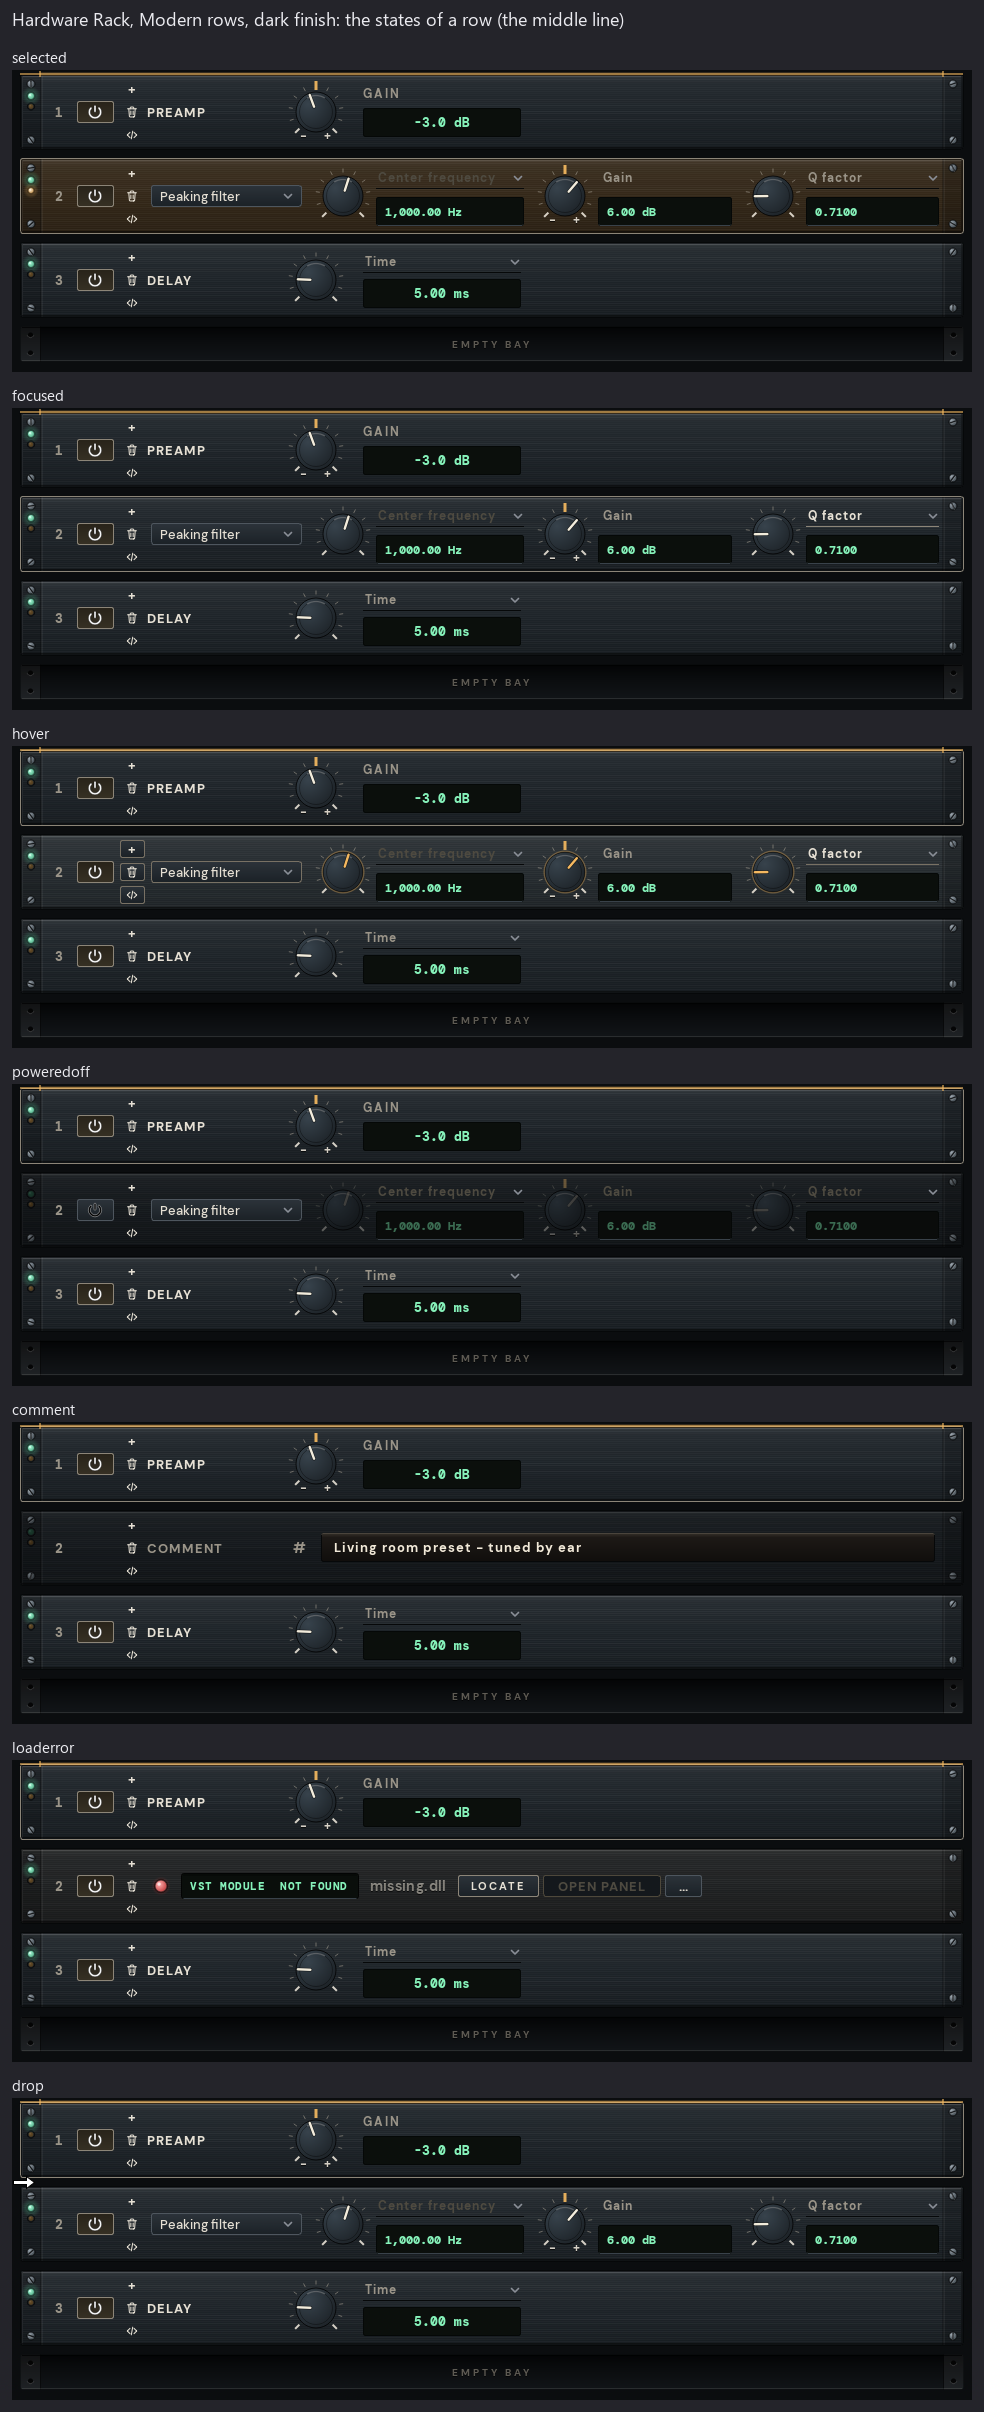 Hardware Rack, Modern rows, dark finish: the states of a row (the middle line)
selected
GAIN
1 PREAMP -3.0 dB
Center frequency Gain Q factor
2 Peaking filter 1,000.00 Hz 6.00 dB 0.7100
Time
3 DELAY 5.00 ms
EMPTY BAY
focused
GAIN
1 PREAMP -3.0 dB
Center frequency Gain Q factor
2 Peaking filter 1,000.00 Hz 6.00 dB 0.7100
Time
3 DELAY 5.00 ms
EMPTY BAY
hover
GAIN
1 PREAMP -3.0 dB
Center frequency Gain Q factor
2 Peaking filter 1,000.00 Hz 6.00 dB 0.7100
Time
3 DELAY 5.00 ms
EMPTY BAY
poweredoff
GAIN
1 PREAMP -3.0 dB
Center frequency Gain Q factor
2 Peaking filter 1,000.00 Hz 6.00 dB 0.7100
Time
3 DELAY 5.00 ms
EMPTY BAY
comment
GAIN
1 PREAMP -3.0 dB
2 COMMENT # Living room preset - tuned by ear
Time
3 DELAY 5.00 ms
EMPTY BAY
loaderror
GAIN
1 PREAMP -3.0 dB
2 VST MODULE NOT FOUND missing.dll LOCATE OPEN PANEL ...
Time
3 DELAY 5.00 ms
EMPTY BAY
drop
GAIN
1 PREAMP -3.0 dB
Center frequency Gain Q factor
2 Peaking filter 1,000.00 Hz 6.00 dB 0.7100
Time
3 DELAY 5.00 ms
EMPTY BAY